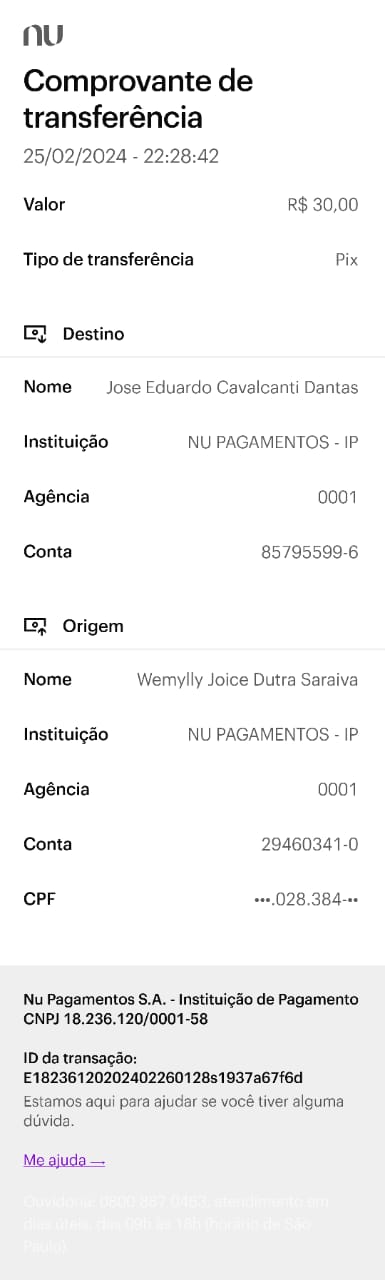 nu
Comprovante de
transferência
25/02/2024 - 22:28:42
Valor R$ 30,00
Tipo de transferência Pix
Destino
Nome Jose Eduardo Cavalcanti Dantas
Instituição NU PAGAMENTOS - IP
Agência 0001
Conta 85795599-6
Origem
Nome Wemylly Joice Dutra Saraiva
Instituição NU PAGAMENTOS - IP
Agência 0001
Conta 29460341-0
CPF •••.028.384-••
Nu Pagamentos S.A. - Instituição de Pagamento
CNPJ 18.236.120/0001-58
ID da transação:
E18236120202402260128s1937a67f6d
Estamos aqui para ajudar se você tiver alguma
dúvida.
Me ajuda →
Ouvidoria: 0800 887 0463, atendimento em
dias úteis, das 09h às 18h (horário de São
Paulo).